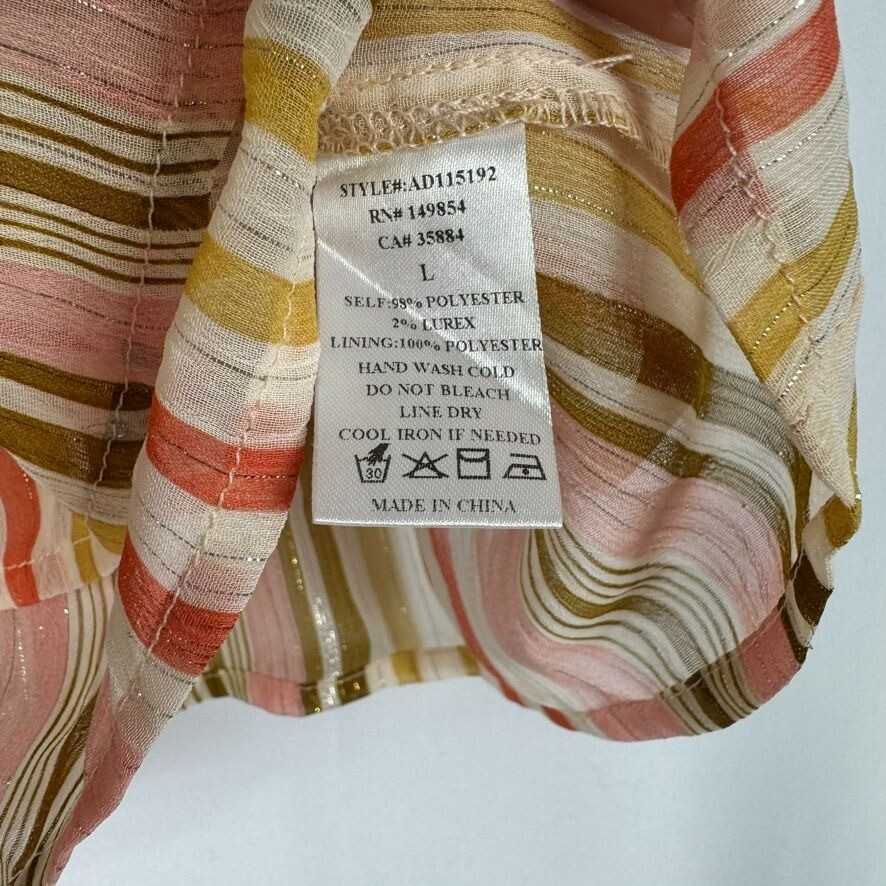 STYLE#:AD115192
RN# 149854
CA# 35884
L
SELF:98% POLYESTER
2% LUREX
LINING:100% POLYESTER
HAND WASH COLD
DO NOT BLEACH
LINE DRY
COOL IRON IF NEEDED
30
MADE IN CHINA